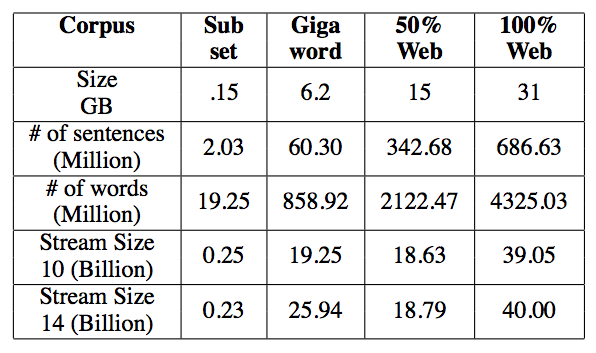 Corpus Sub set Giga word 50% Web 100% Web
Size GB .15 6.2 15 31
# of sentences (Million) 2.03 60.30 342.68 686.63
# of words (Million) 19.25 858.92 2122.47 4325.03
Stream Size 10 (Billion) 0.25 19.25 18.63 39.05
Stream Size 14 (Billion) 0.23 25.94 18.79 40.00